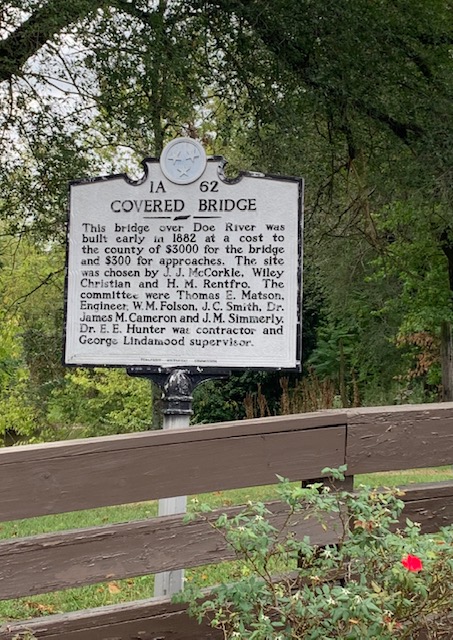 1A 62
COVERED BRIDGE
This bridge over Doe River was
built early in 1882 at a cost to
the county of $3000 for the bridge
and $300 for approaches. The site
was chosen by J. J. McCorkle, Wiley
Christian and H. M. Rentfro. The
committee were Thomas E. Matson,
Engineer, W. M. Folson, J. C. Smith, Dr.
James M. Cameron and J. M. Simmerly.
Dr. E. E. Hunter was contractor and
George Lindamood supervisor.